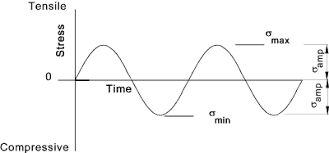 Tensile
Stress
σmax
σamp
0
Time
σamp
σmin
Compressive